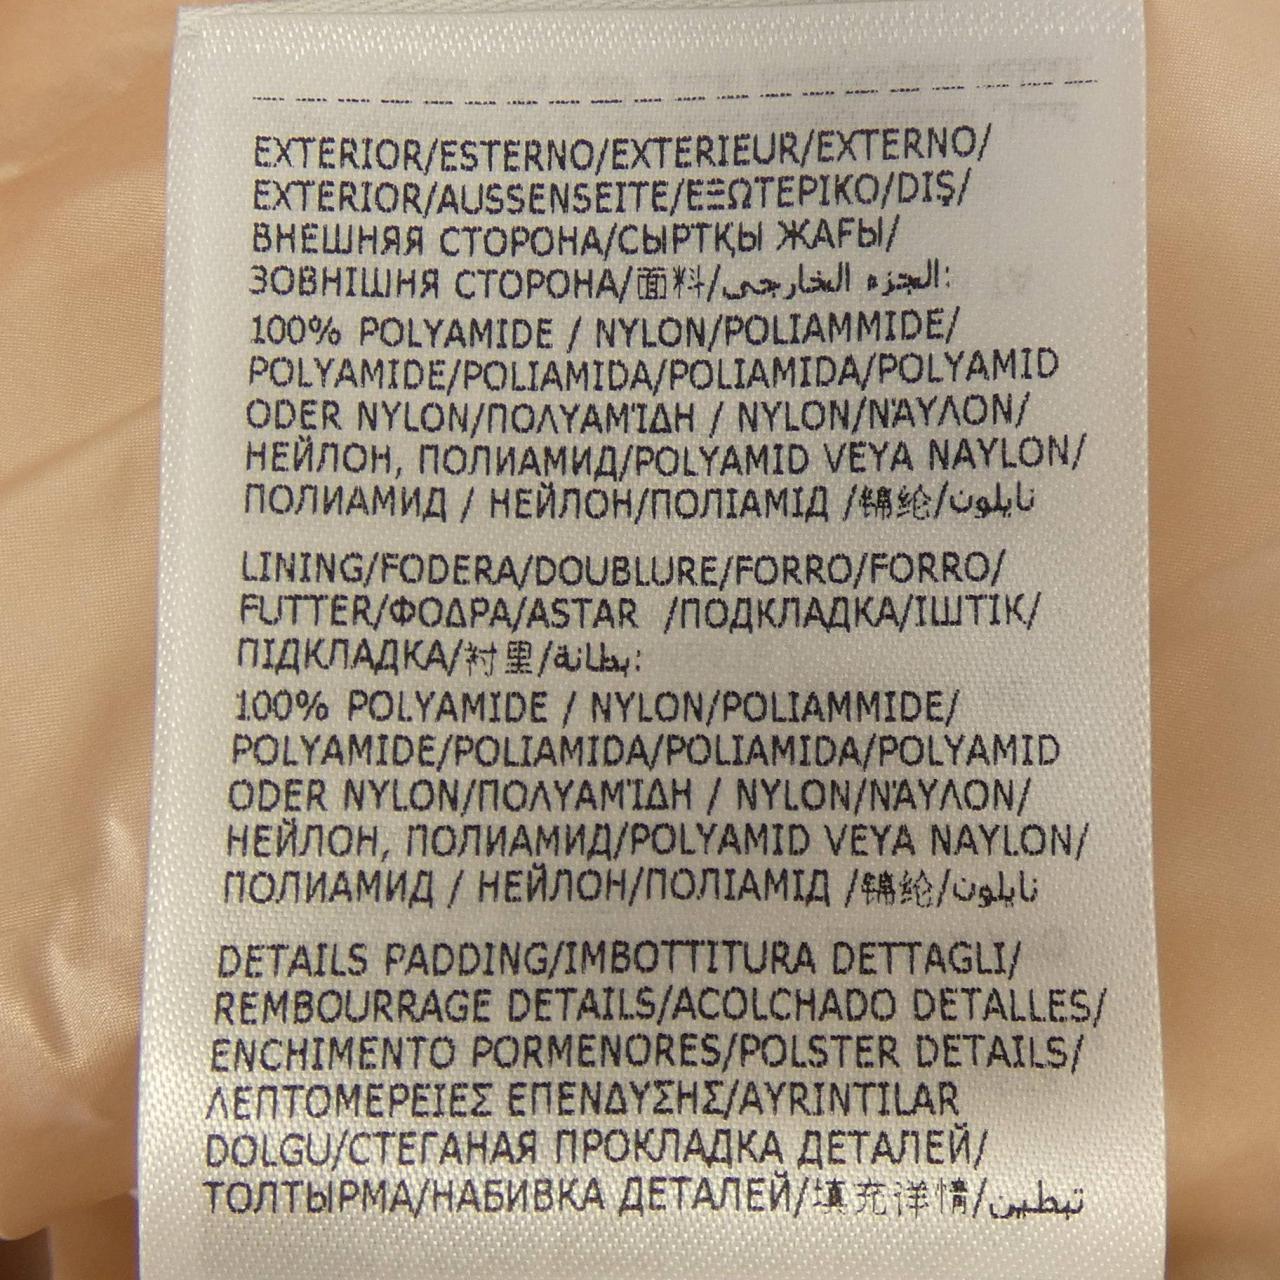 EXTERIOR/ESTERNO/EXTERIEUR/EXTERNO/
EXTERIOR/AUSSENSEITE/ΕΞΩΤΕΡΙΚΟ/DIŞ/
ВНЕШНЯЯ СТОРОНА/СЫРТҚЫ ЖАҒЫ/
ЗОВНІШНЯ СТОРОНА/面料/الجزء الخارجي:
100% POLYAMIDE / NYLON/POLIAMMIDE/
POLYAMIDE/POLIAMIDA/POLIAMIDA/POLYAMID
ODER NYLON/ΠΟΛΥΑΜΊΔΗ / NYLON/ΝΆΥΛΟΝ/
НЕЙЛОН, ПОЛИАМИД/POLYAMID VEYA NAYLON/
ПОЛИАМИД / НЕЙЛОН/ПОЛІАМІД /锦纶/نايلون
LINING/FODERA/DOUBLURE/FORRO/FORRO/
FUTTER/ΦΟΔΡΑ/ASTAR /ПОДКЛАДКА/ІШТІК/
ПІДКЛАДКА/衬里/بطانة:
100% POLYAMIDE / NYLON/POLIAMMIDE/
POLYAMIDE/POLIAMIDA/POLIAMIDA/POLYAMID
ODER NYLON/ΠΟΛΥΑΜΊΔΗ / NYLON/ΝΆΥΛΟΝ/
НЕЙЛОН, ПОЛИАМИД/POLYAMID VEYA NAYLON/
ПОЛИАМИД / НЕЙЛОН/ПОЛІАМІД /锦纶/نايلون
DETAILS PADDING/IMBOTTITURA DETTAGLI/
REMBOURRAGE DETAILS/ACOLCHADO DETALLES/
ENCHIMENTO PORMENORES/POLSTER DETAILS/
ΛΕΠΤΟΜΕΡΕΙΕΣ ΕΠΕΝΔΥΣΗΣ/AYRINTILAR
DOLGU/СТЕГАНАЯ ПРОКЛАДКА ДЕТАЛЕЙ/
ТОЛТЫРМА/НАБИВКА ДЕТАЛЕЙ/填充详情/تبطين